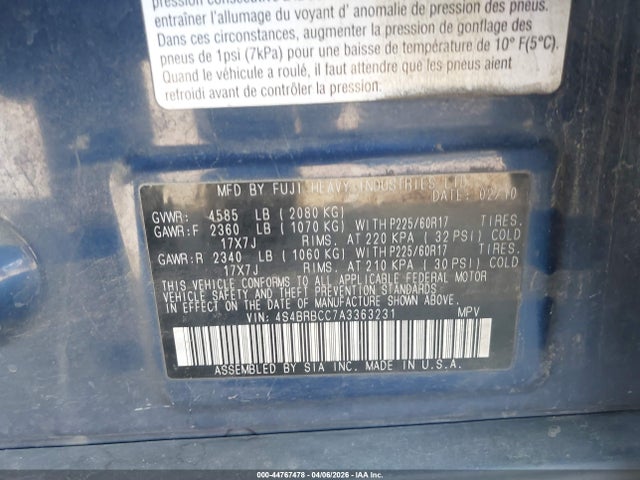 pression consécutive à
entraîner l'allumage du voyant d' anomalie de pression des pneus.
Dans ces circonstances, augmenter la pression de gonflage des
pneus de 1psi (7kPa) pour une baisse de température de 10° F(5°C).
Quand le véhicule a roulé, il faut attendre que les pneus aient
retroidi avant de contrôler la pression.
MFD BY FUJI HEAVY INDUSTRIES LTD.
DATE: 02/10
GVWR: 4585 LB ( 2080 KG)
GAWR:F 2360 LB ( 1070 KG) WITH P225/60R17 TIRES.
17X7J RIMS. AT 220 KPA ( 32 PSI) COLD
GAWR:R 2340 LB ( 1060 KG) WITH P225/60R17 TIRES.
17X7J RIMS. AT 210 KPA ( 30 PSI) COLD
THIS VEHICLE CONFORMS TO ALL APPLICABLE FEDERAL MOTOR
VEHICLE SAFETY AND THEFT PREVENTION STANDARDS
IN EFFECT ON THE DATE OF MANUFACTURE SHOWN ABOVE.
VIN: 4S4BRBCC7A3363231 MPV
ASSEMBLED BY SIA INC. MADE IN U.S.A.
000-44767478 - 04/06/2026 - IAAI.COM